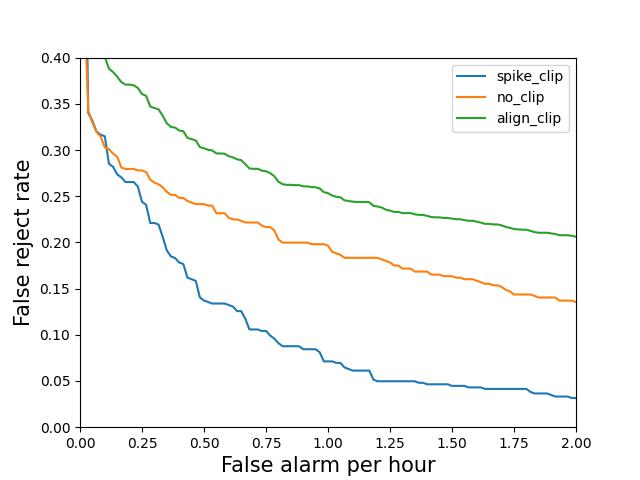 0.40
0.35
0.30
0.25
0.20
0.15
0.10
0.05
0.00
False reject rate
spike_clip
no_clip
align_clip
0.00 0.25 0.50 0.75 1.00 1.25 1.50 1.75 2.00
False alarm per hour